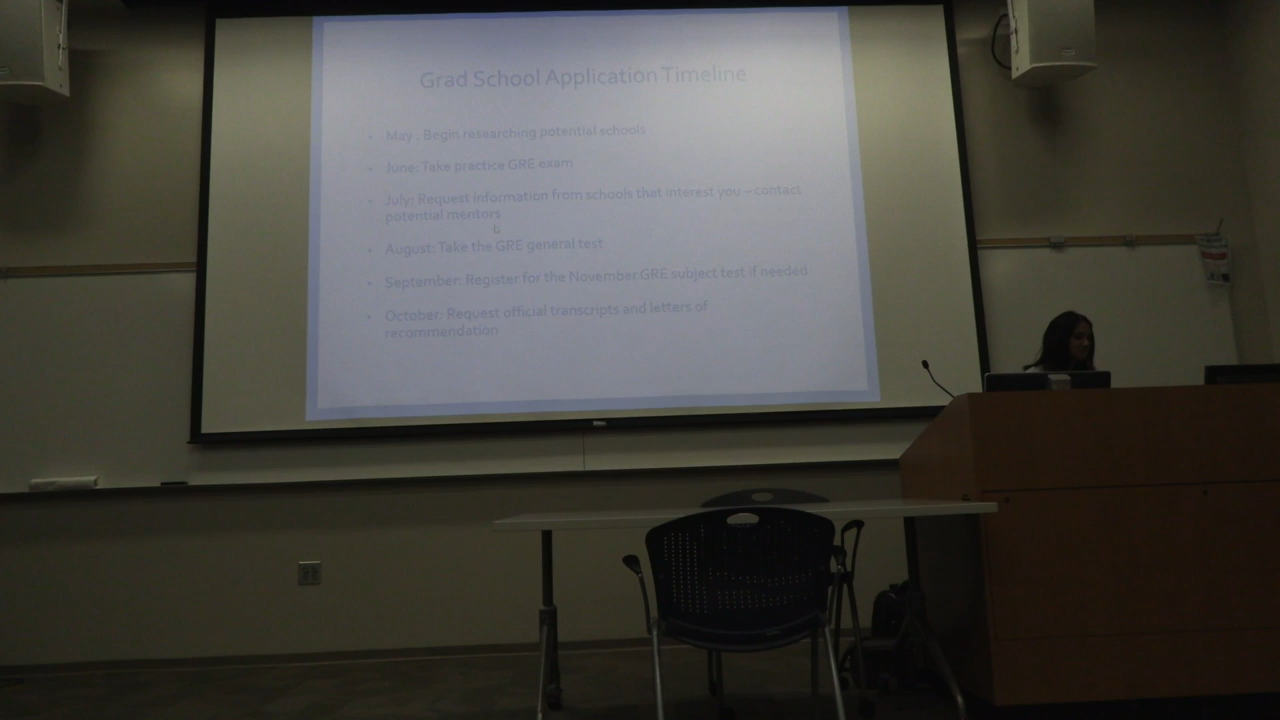 Grad School Application Timeline
• May : Begin researching potential schools
• June: Take practice GRE exam
• July: Request information from schools that interest you – contact
potential mentors
• August: Take the GRE general test
• September: Register for the November GRE subject test if needed
• October: Request official transcripts and letters of
recommendation